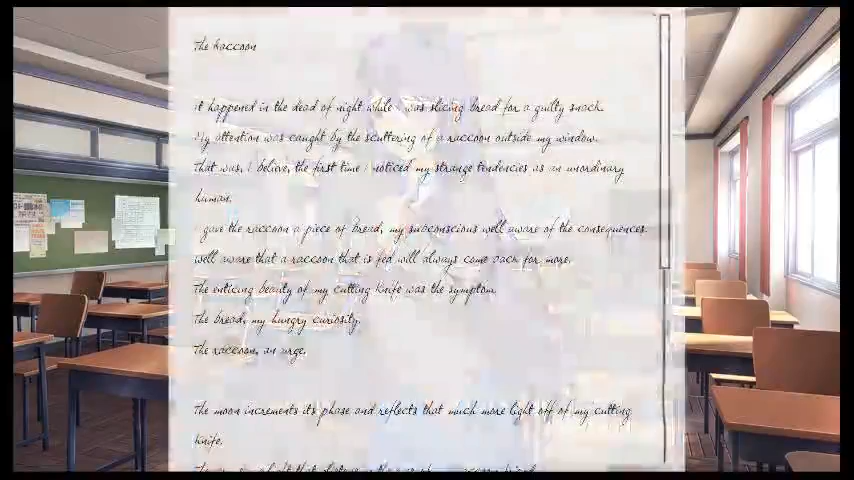 The Raccoon
It happened in the dead of night while I was slicing bread for a guilty snack.
My attention was caught by the scuttering of a raccoon outside my window.
That was, I believe, the first time I noticed my strange tendencies as an unordinary
human.
I gave the raccoon a piece of bread, my subconscious well aware of the consequences.
Well aware that a raccoon that is fed will always come back for more.
The enticing beauty of my cutting knife was the symptom.
The bread, my hungry curiosity.
The raccoon, an urge.
The moon increments its phase and reflects that much more light off of my cutting
knife.